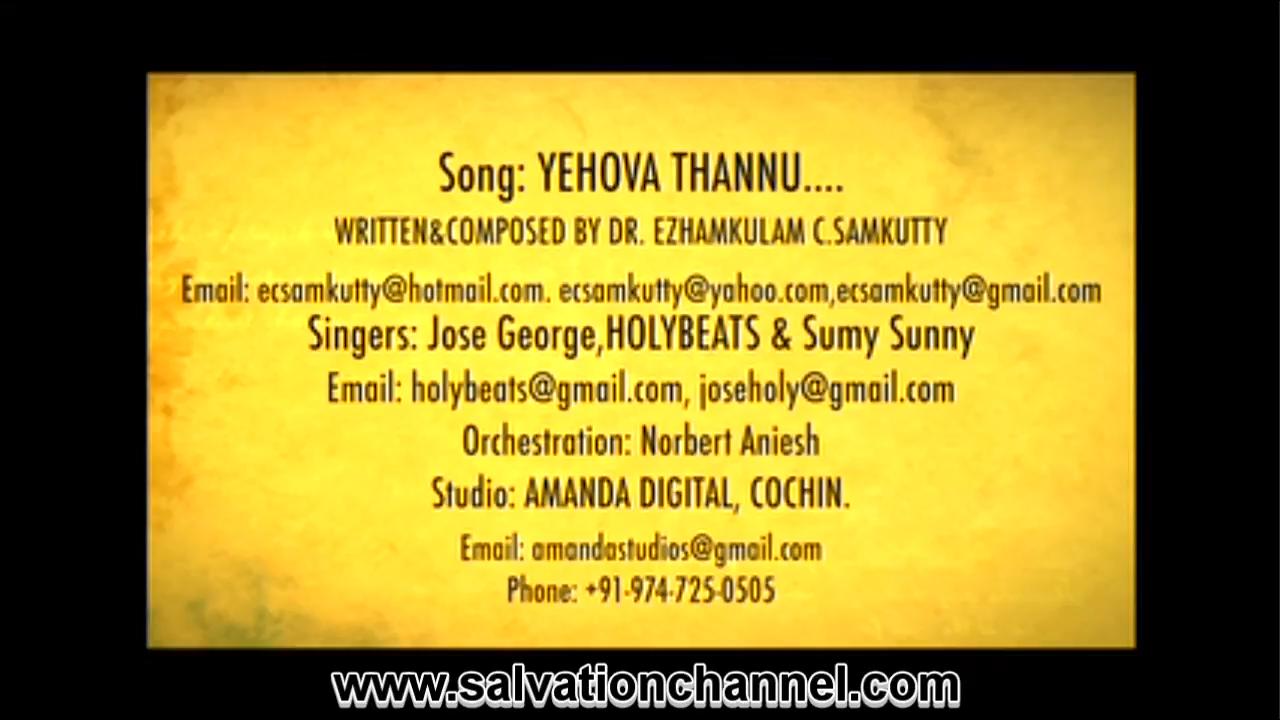 Song: YEHOVA THANNU....
WRITTEN&COMPOSED BY DR. EZHAMKULAM C.SAMKUTTY
Email: ecsamkutty@hotmail.com. ecsamkutty@yahoo.com,ecsamkutty@gmail.com
Singers: Jose George,HOLYBEATS & Sumy Sunny
Email: holybeats@gmail.com, joseholy@gmail.com
Orchestration: Norbert Aniesh
Studio: AMANDA DIGITAL, COCHIN.
Email: amandastudios@gmail.com
Phone: +91-974-725-0505
www.salvationchannel.com